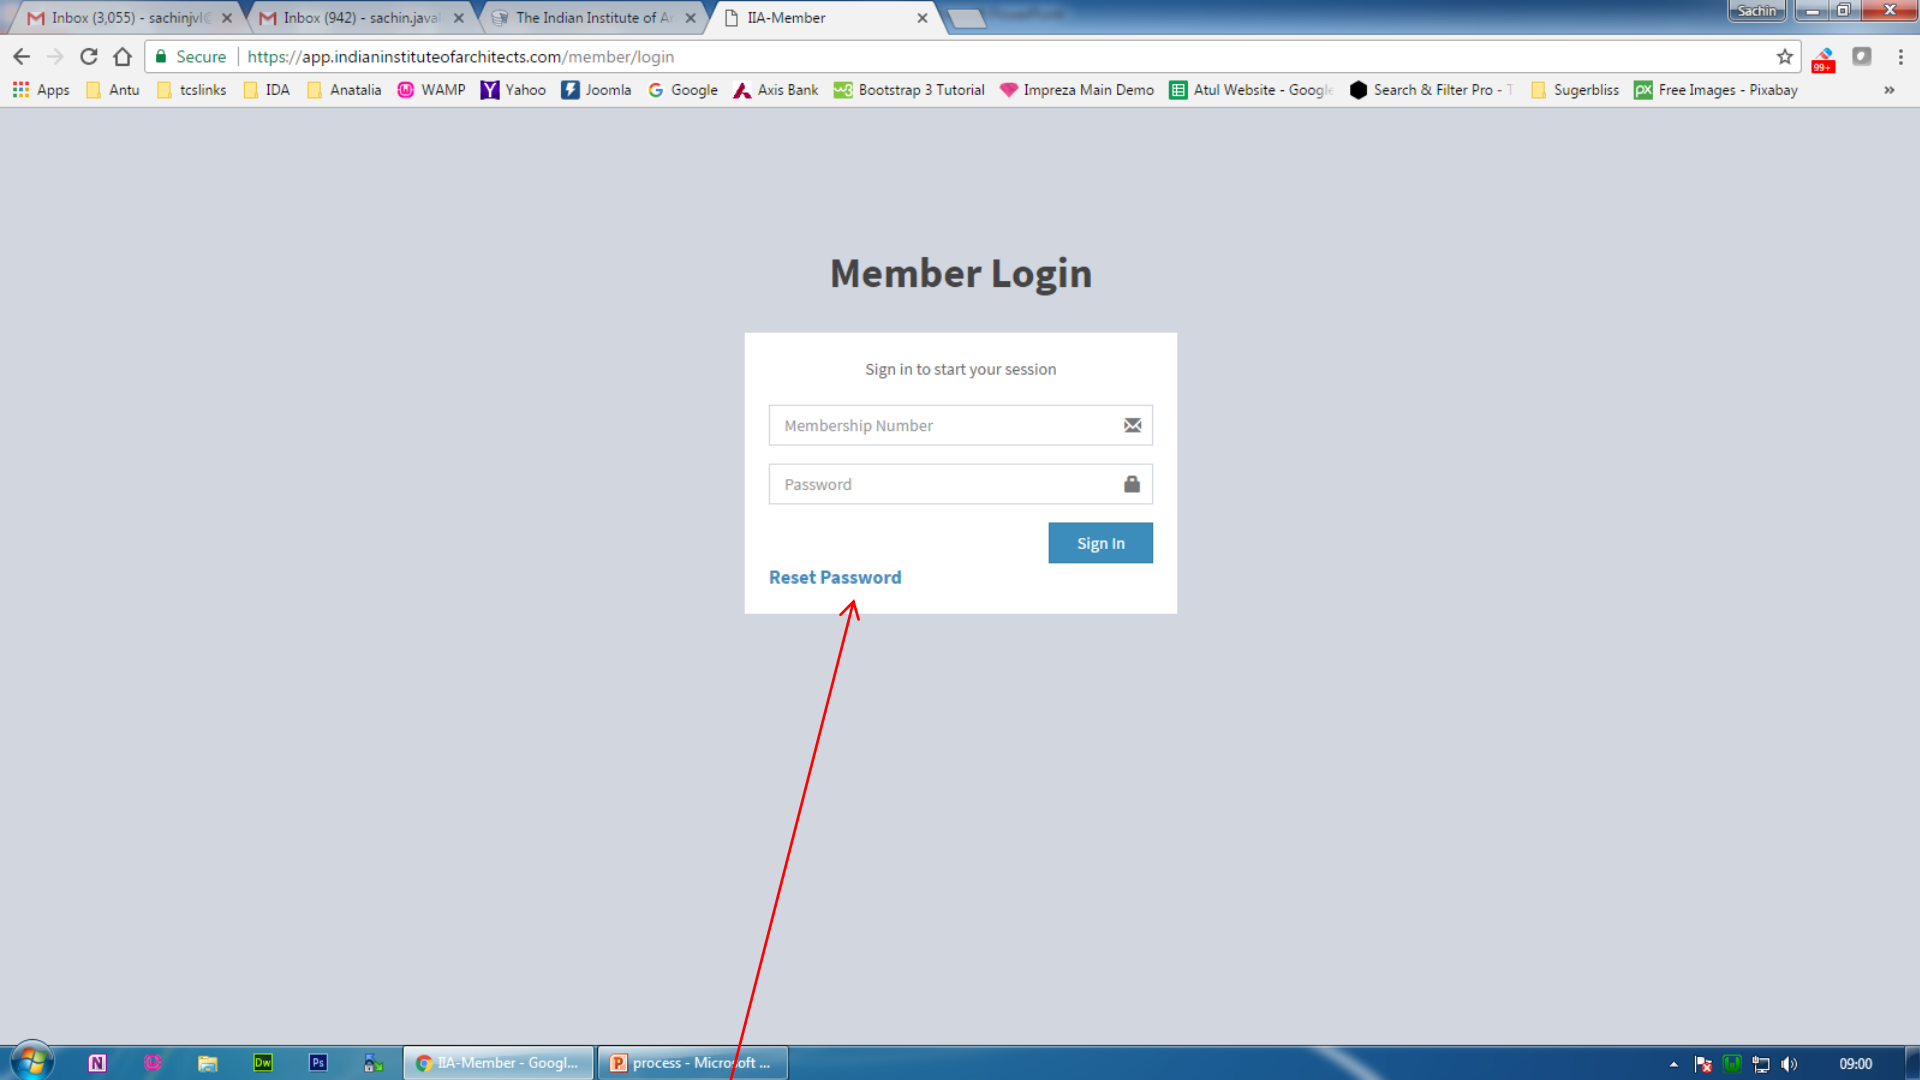 Inbox (3,055) - sachinjvl@
Inbox (942) - sachin.javal
The Indian Institute of Ar
IIA-Member
Sachin
Secure
https://app.indianinstituteofarchitects.com/member/login
99+
Apps
Antu
tcslinks
IDA
Anatalia
WAMP
Yahoo
Joomla
Google
Axis Bank
Bootstrap 3 Tutorial
Impreza Main Demo
Atul Website - Google
Search & Filter Pro - T
Sugerbliss
Free Images - Pixabay
»
Member Login
Sign in to start your session
Membership Number
Password
Sign In
Reset Password
IIA-Member - Googl...
process - Microsoft ...
09:00